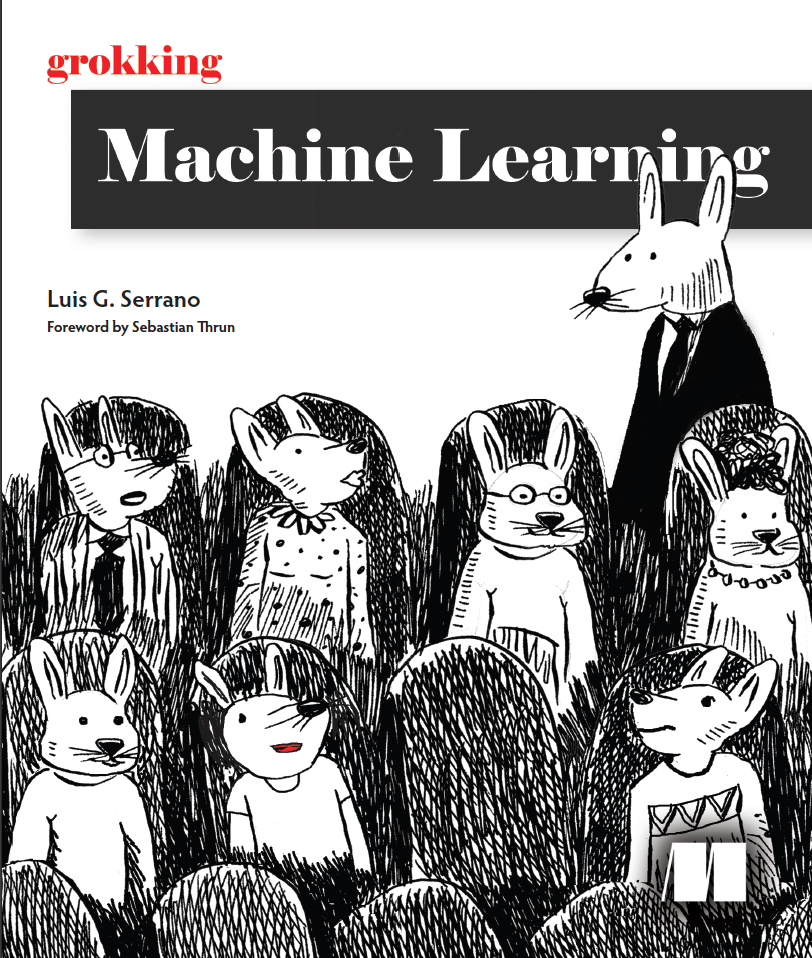 grokking
Machine Learning
Luis G. Serrano
Foreword by Sebastian Thrun